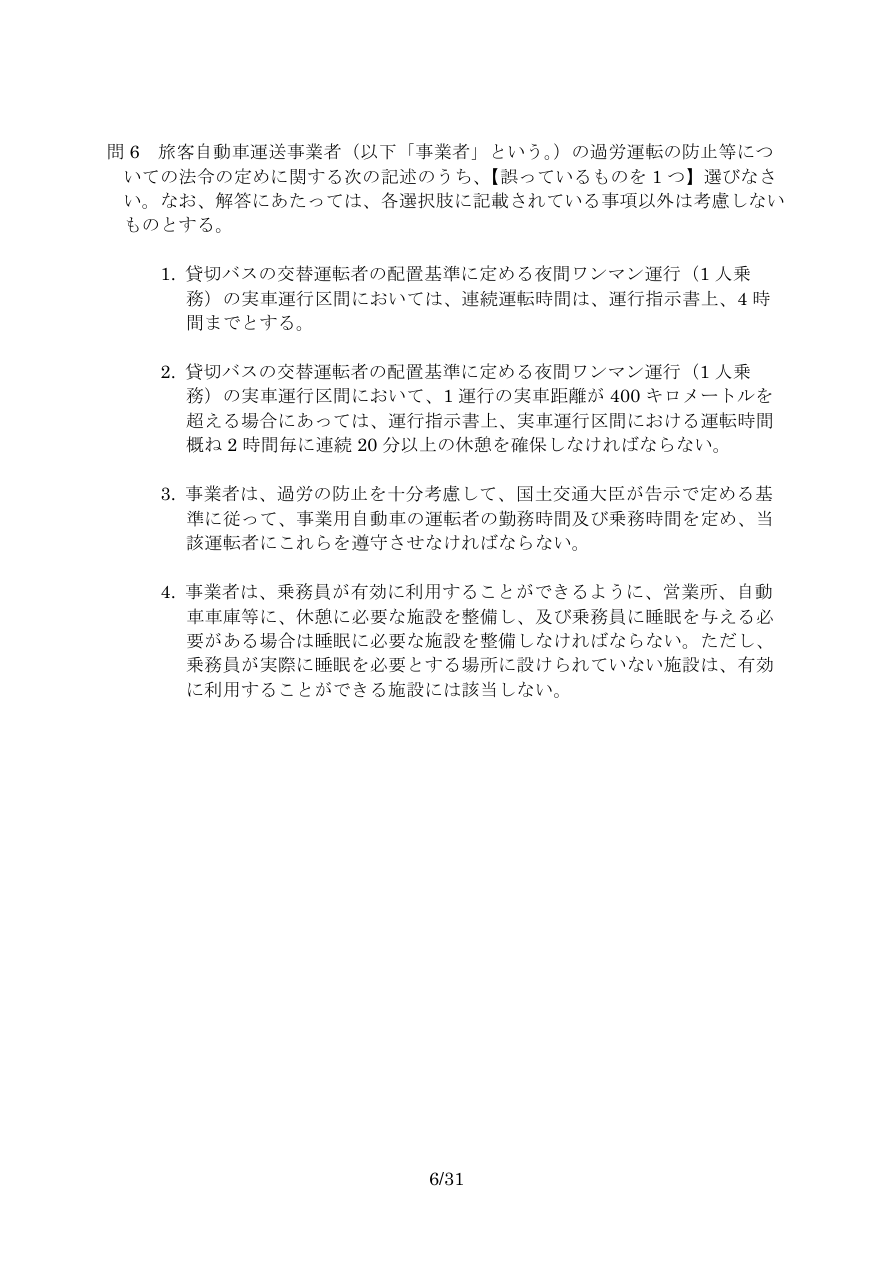 問 6　旅客自動車運送事業者（以下「事業者」という。）の過労運転の防止等につ
いての法令の定めに関する次の記述のうち、【誤っているものを 1 つ】選びなさ
い。なお、解答にあたっては、各選択肢に記載されている事項以外は考慮しない
ものとする。
1. 貸切バスの交替運転者の配置基準に定める夜間ワンマン運行（1 人乗
務）の実車運行区間においては、連続運転時間は、運行指示書上、4 時
間までとする。
2. 貸切バスの交替運転者の配置基準に定める夜間ワンマン運行（1 人乗
務）の実車運行区間において、1 運行の実車距離が 400 キロメートルを
超える場合にあっては、運行指示書上、実車運行区間における運転時間
概ね 2 時間毎に連続 20 分以上の休憩を確保しなければならない。
3. 事業者は、過労の防止を十分考慮して、国土交通大臣が告示で定める基
準に従って、事業用自動車の運転者の勤務時間及び乗務時間を定め、当
該運転者にこれらを遵守させなければならない。
4. 事業者は、乗務員が有効に利用することができるように、営業所、自動
車車庫等に、休憩に必要な施設を整備し、及び乗務員に睡眠を与える必
要がある場合は睡眠に必要な施設を整備しなければならない。ただし、
乗務員が実際に睡眠を必要とする場所に設けられていない施設は、有効
に利用することができる施設には該当しない。
6/31